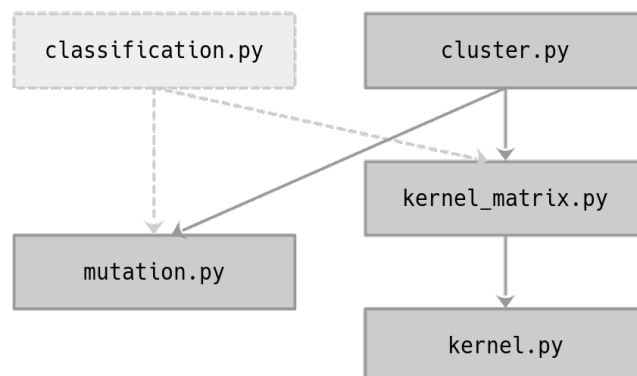 classification.py
cluster.py
kernel_matrix.py
mutation.py
kernel.py